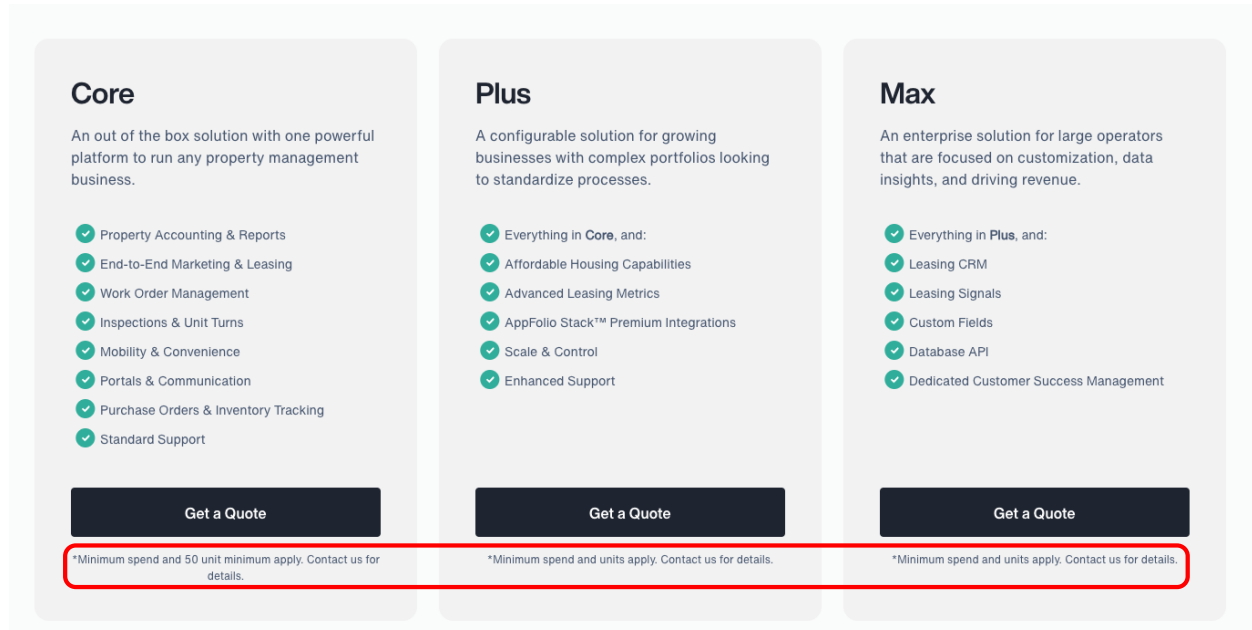 Core
An out of the box solution with one powerful
platform to run any property management
business.
Property Accounting & Reports
End-to-End Marketing & Leasing
Work Order Management
Inspections & Unit Turns
Mobility & Convenience
Portals & Communication
Purchase Orders & Inventory Tracking
Standard Support
Get a Quote
*Minimum spend and 50 unit minimum apply. Contact us for
details.
Plus
A configurable solution for growing
businesses with complex portfolios looking
to standardize processes.
Everything in Core, and:
Affordable Housing Capabilities
Advanced Leasing Metrics
AppFolio Stack™ Premium Integrations
Scale & Control
Enhanced Support
Get a Quote
*Minimum spend and units apply. Contact us for details.
Max
An enterprise solution for large operators
that are focused on customization, data
insights, and driving revenue.
Everything in Plus, and:
Leasing CRM
Leasing Signals
Custom Fields
Database API
Dedicated Customer Success Management
Get a Quote
*Minimum spend and units apply. Contact us for details.